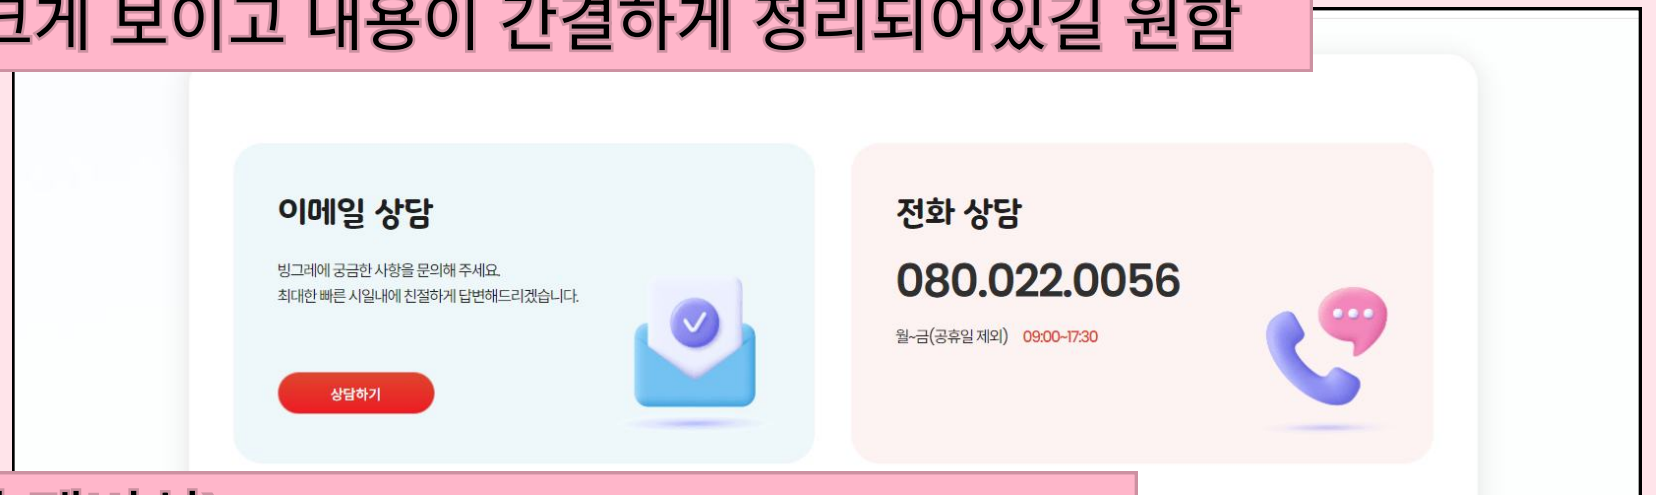 크게 보이고 내용이 간결하게 정리되어있길 원함
이메일 상담
빙그레에 궁금한 사항을 문의해 주세요.
최대한 빠른 시일내에 친절하게 답변해드리겠습니다.
상담하기
전화 상담
080.022.0056
월~금(공휴일 제외) 09:00~17:30